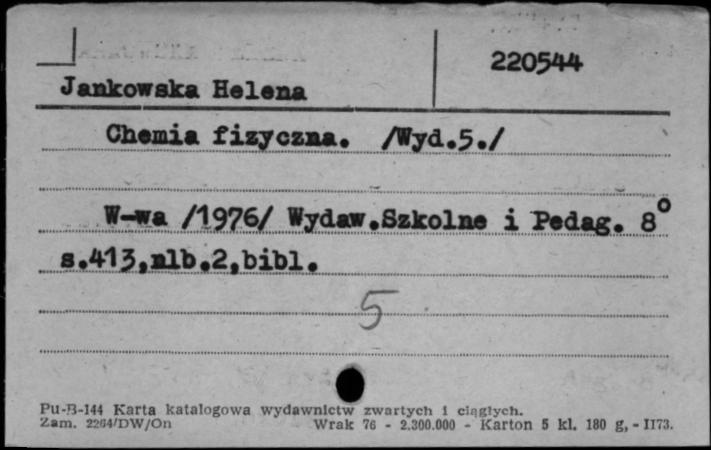 220544
Jankowska Helena
Chemia fizyczna. /Wyd.5./
W-wa /1976/ Wydaw.Szkolne i Pedag. 8°
s.413,nlb.2,bibl.
5
Pu-B-144 Karta katalogowa wydawnictw zwartych i ciągłych.
Zam. 2264/DW/On Wrak 76 - 2.300.000 - Karton 5 kl. 180 g, - II73.